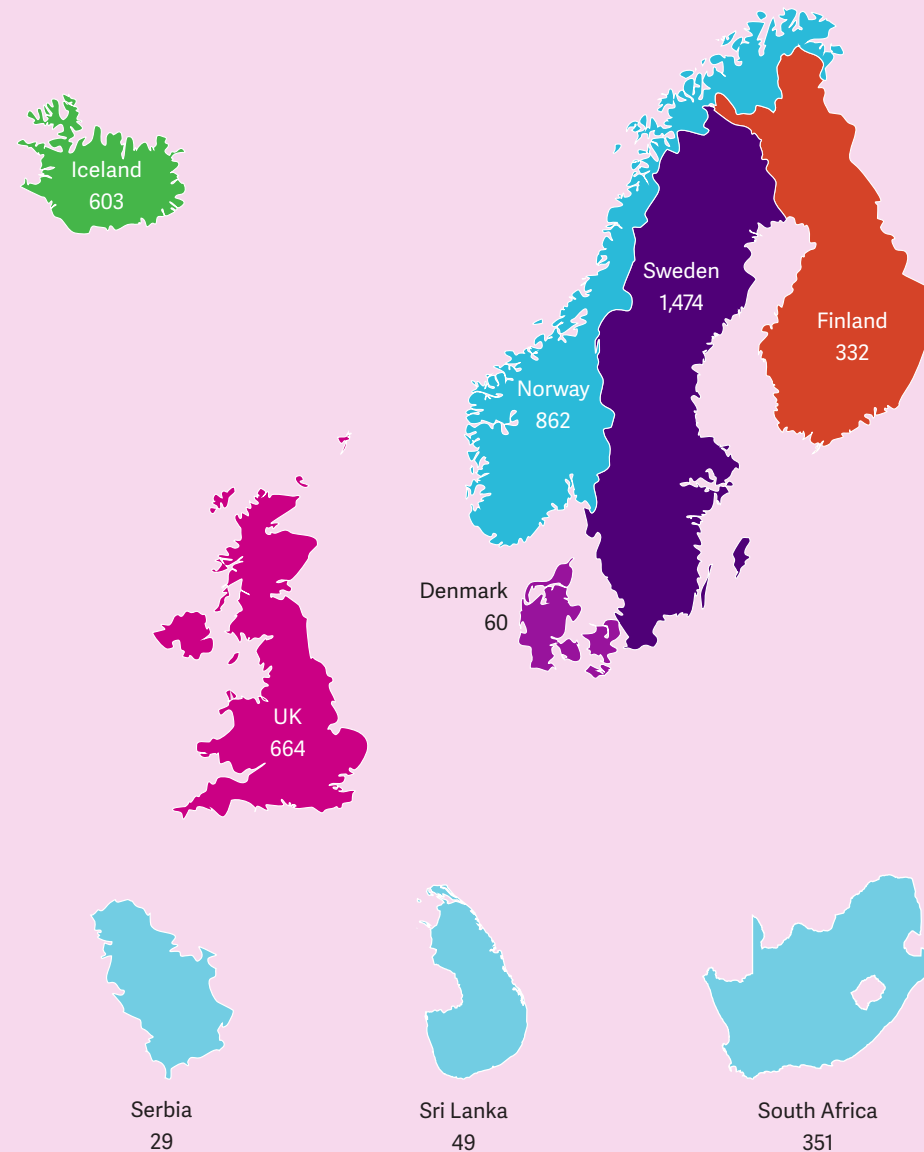 Iceland
603
Sweden
1,474
Finland
332
Norway
862
Denmark
60
UK
664
Serbia
29
Sri Lanka
49
South Africa
351